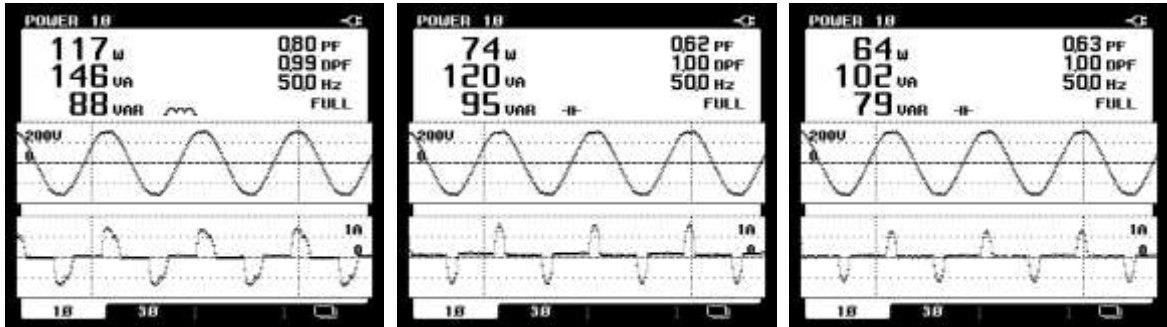 POWER 1Ø
117 W
0,80 PF
146 VA
0,99 DPF
50,0 Hz
88 VAR
FULL
200V
0
1A
0
1Ø 3Ø
POWER 1Ø
74 W
0,62 PF
120 VA
1,00 DPF
50,0 Hz
95 VAR
FULL
200V
0
1A
0
1Ø 3Ø
POWER 1Ø
64 W
0,63 PF
102 VA
1,00 DPF
50,0 Hz
79 VAR
FULL
200V
0
1A
0
1Ø 3Ø